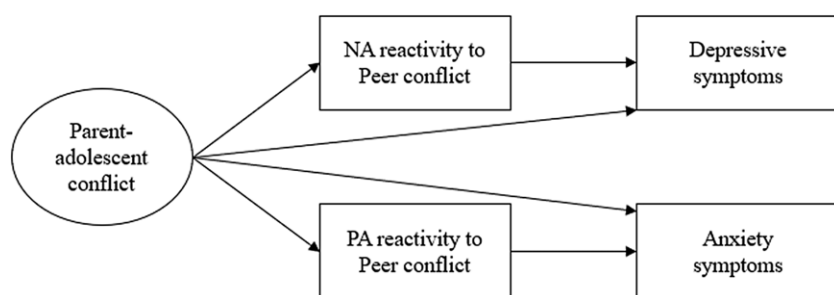 NA reactivity to
Peer conflict
Depressive
symptoms
Parent-
adolescent
conflict
PA reactivity to
Peer conflict
Anxiety
symptoms